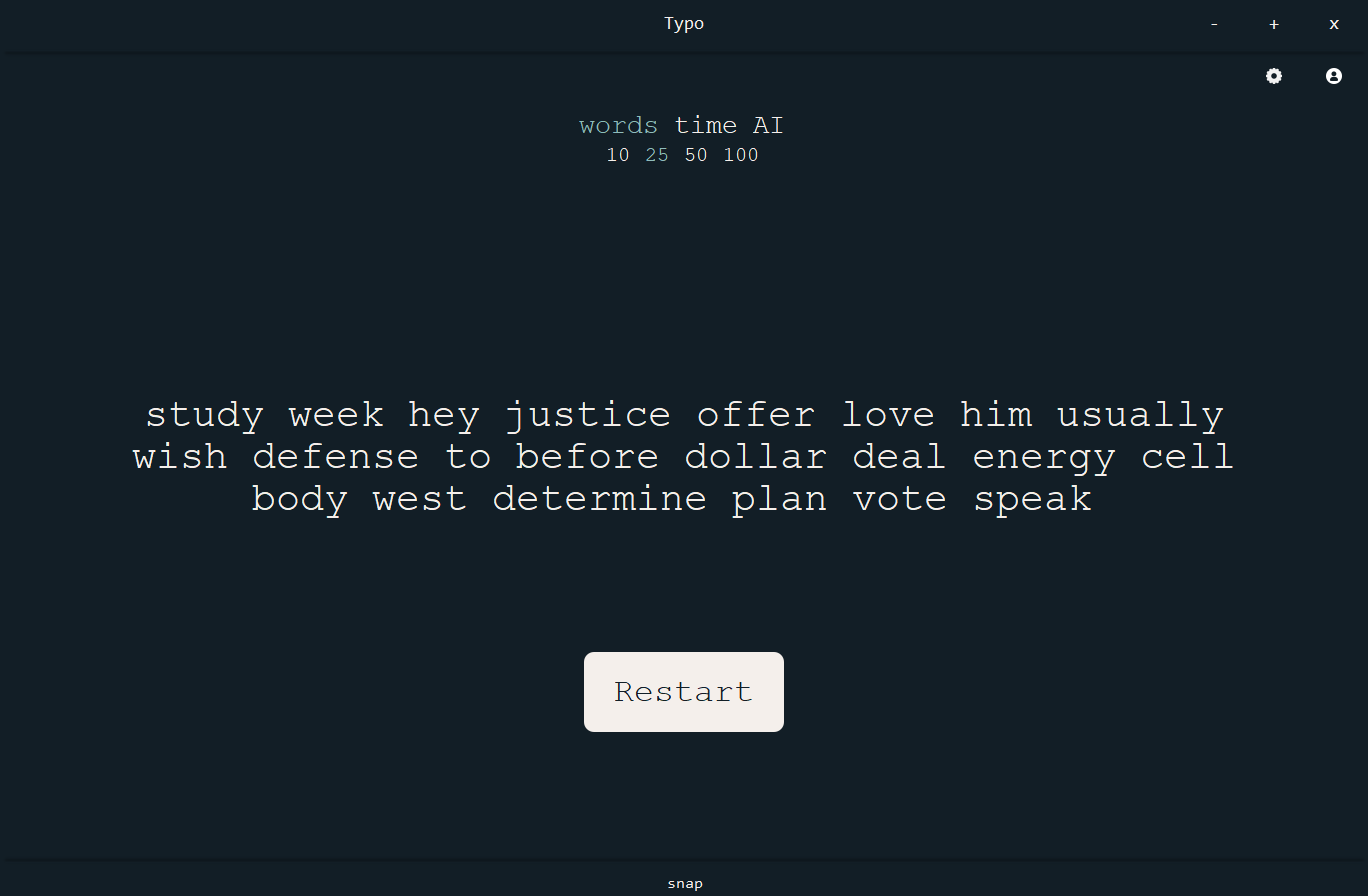 Typo - + x
words time AI
10 25 50 100
study week hey justice offer love him usually
wish defense to before dollar deal energy cell
body west determine plan vote speak
Restart
snap